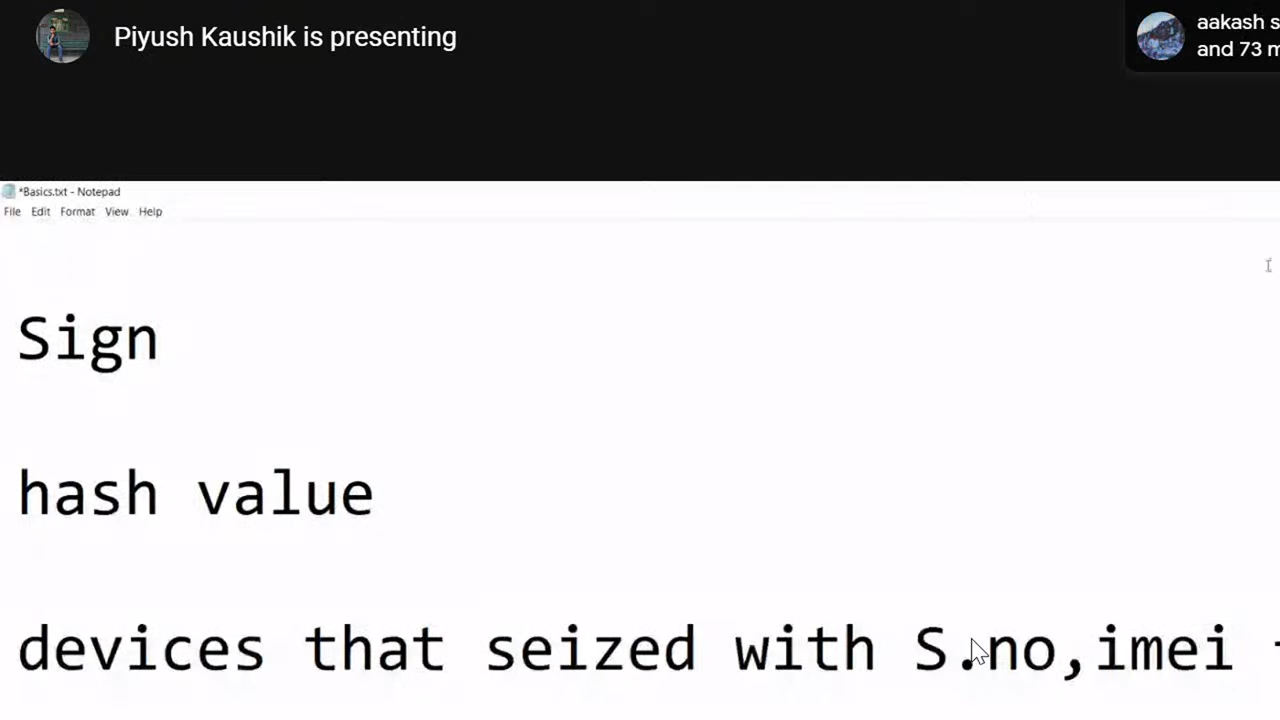 Piyush Kaushik is presenting
aakash
and 73
*Basics.txt - Notepad
File Edit Format View Help
Sign
hash value
devices that seized with S.no,imei